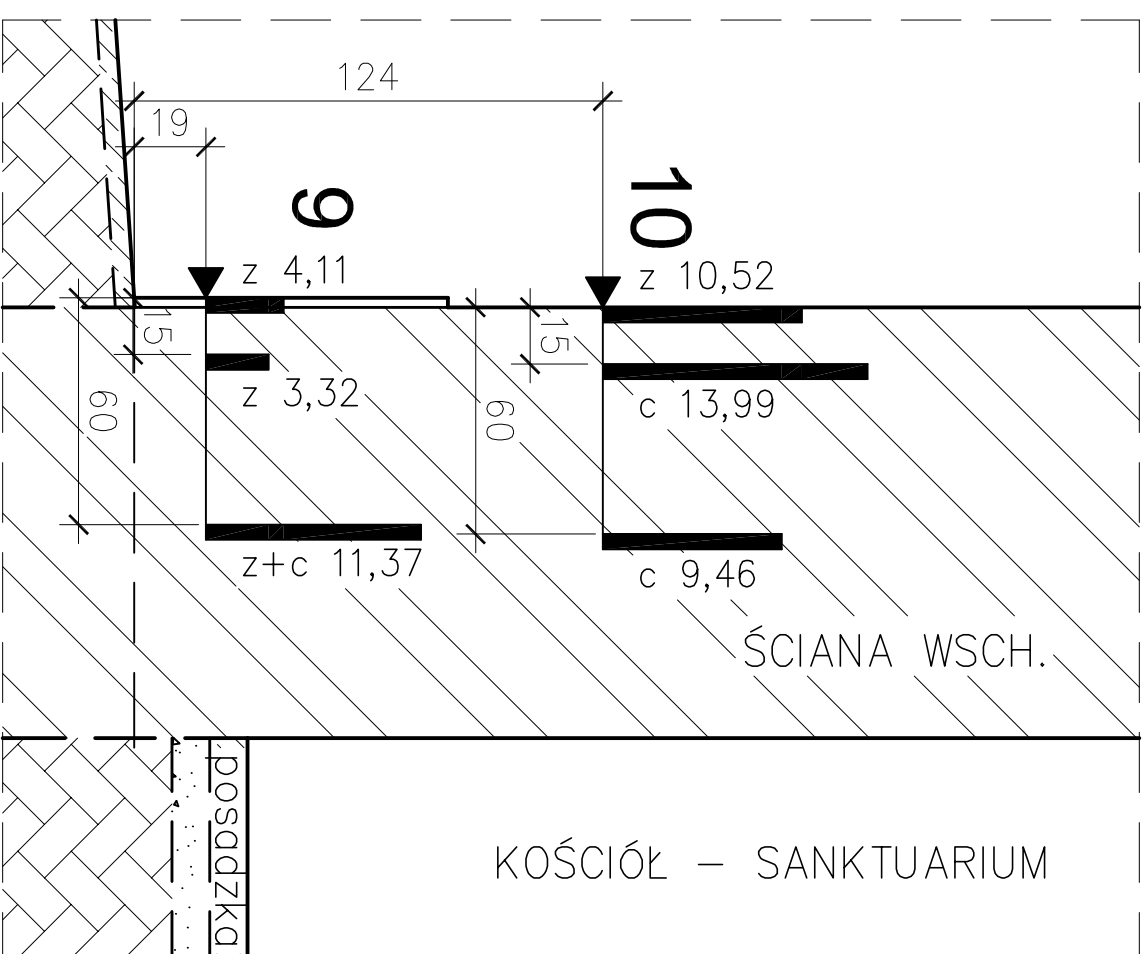 124
19
9
10
z 4,11
z 10,52
15
15
z 3,32
c 13,99
60
60
z+c 11,37
c 9,46
ŚCIANA WSCH.
posadzka
KOŚCIÓŁ – SANKTUARIUM